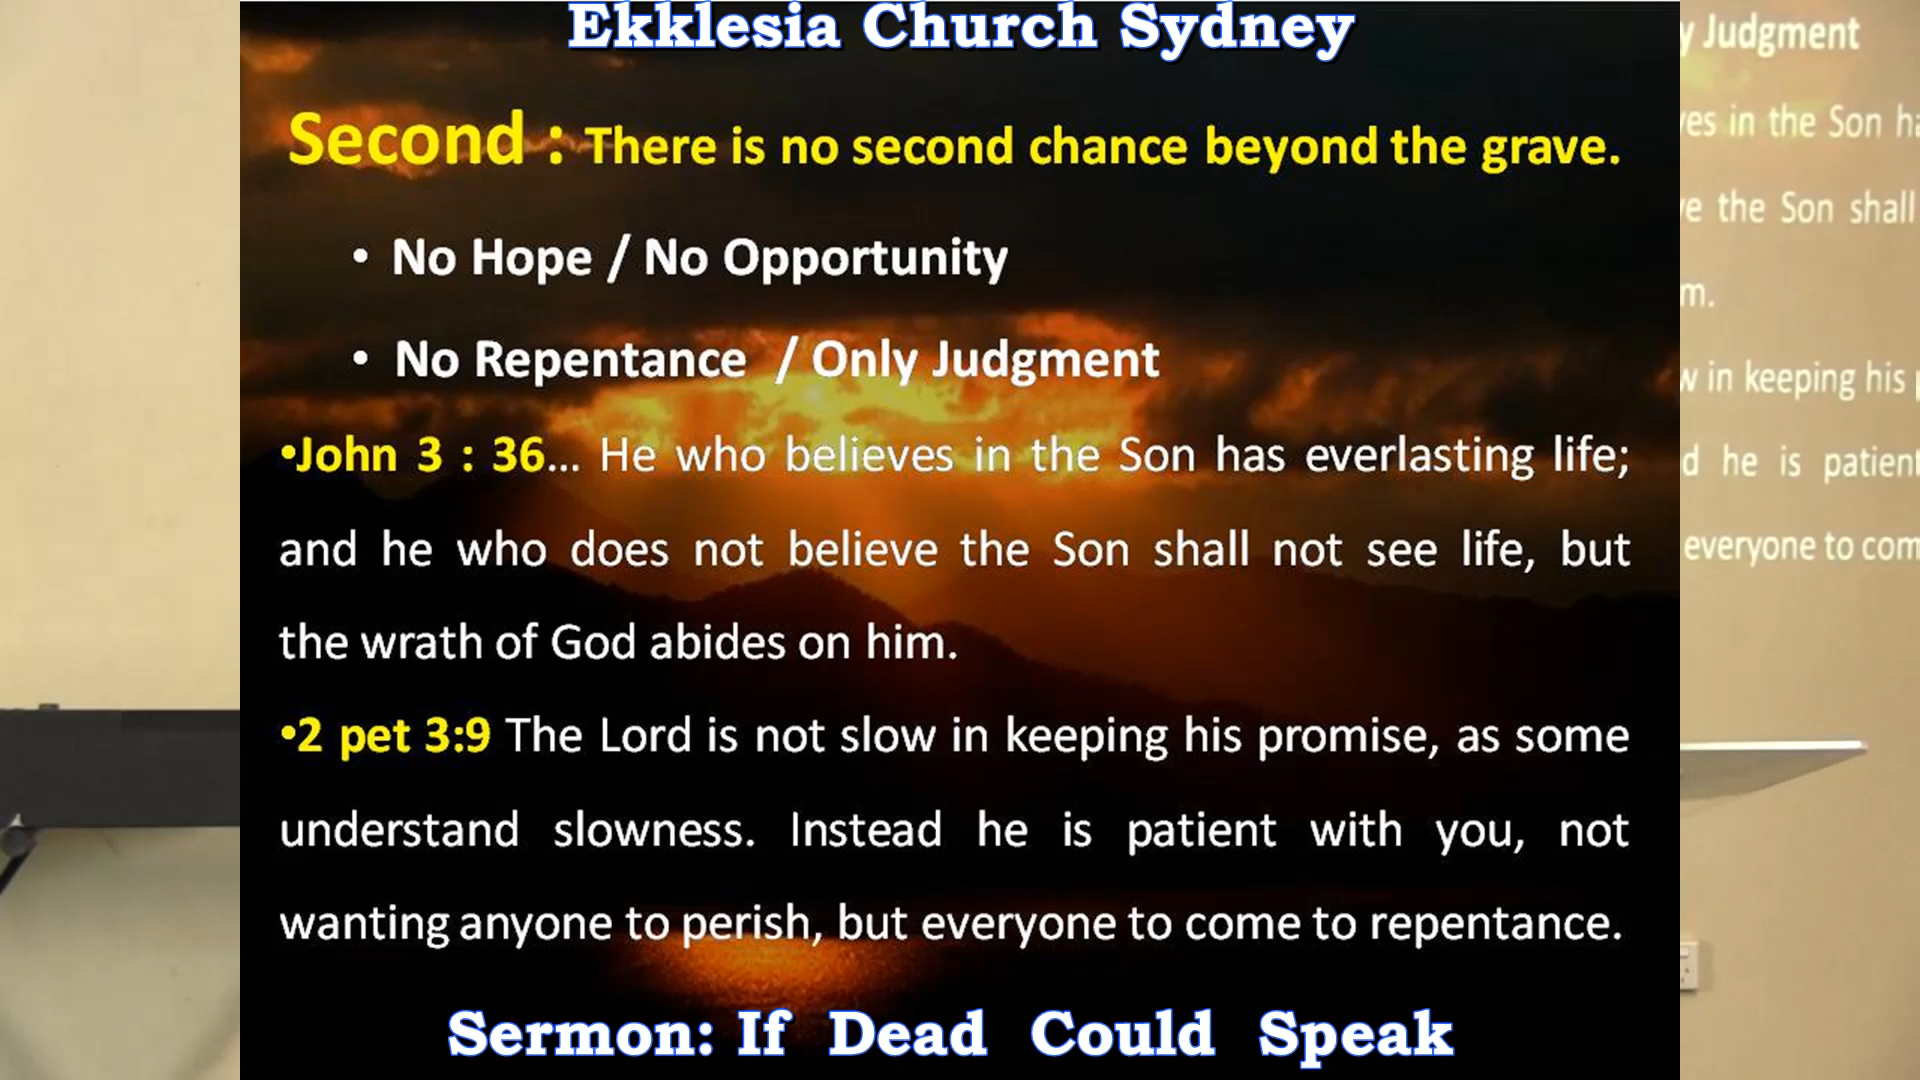 Ekklesia Church Sydney
Second : There is no second chance beyond the grave.
• No Hope / No Opportunity
• No Repentance / Only Judgment
•John 3 : 36... He who believes in the Son has everlasting life;
and he who does not believe the Son shall not see life, but
the wrath of God abides on him.
•2 pet 3:9 The Lord is not slow in keeping his promise, as some
understand slowness. Instead he is patient with you, not
wanting anyone to perish, but everyone to come to repentance.
Sermon: If Dead Could Speak
y Judgment
es in the Son ha
e the Son shall
m.
w in keeping his
d he is patient
everyone to com